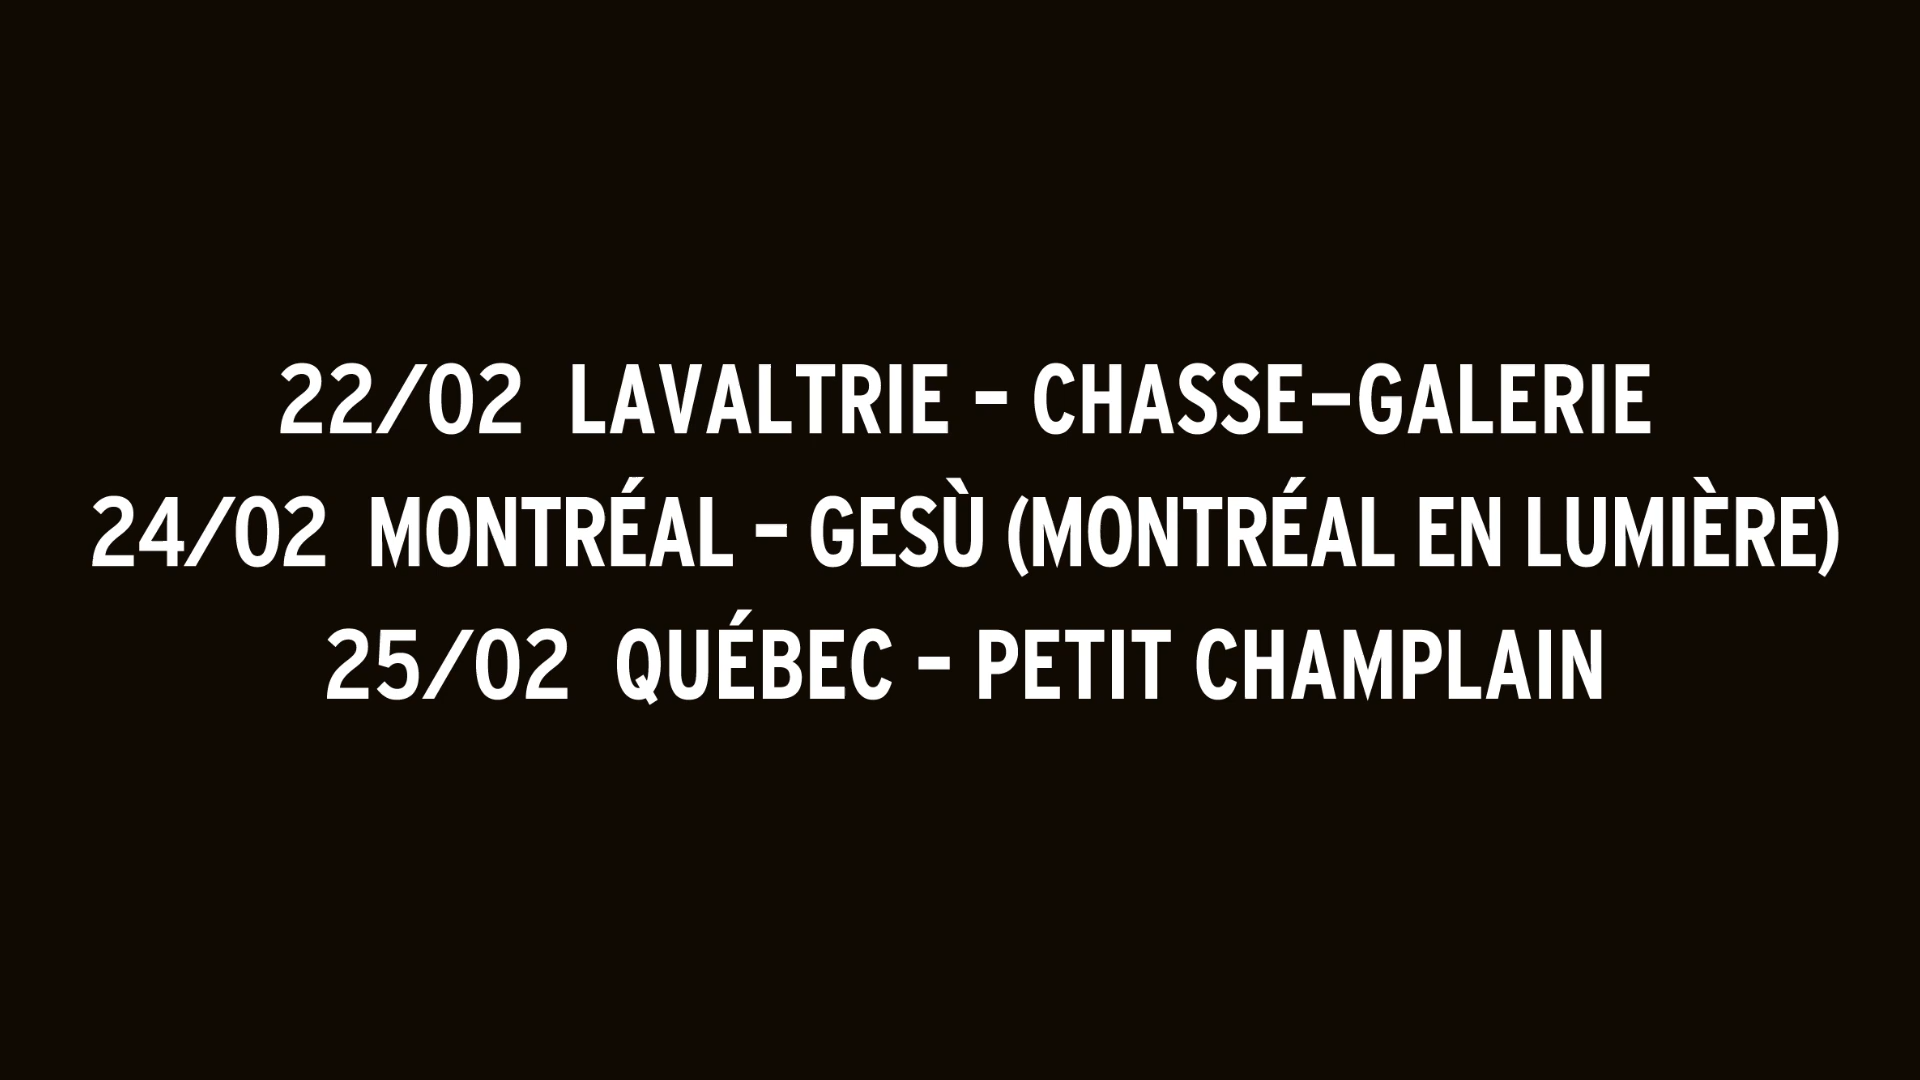 22/02 LAVALTRIE - CHASSE-GALERIE
24/02 MONTRÉAL - GESÙ (MONTRÉAL EN LUMIÈRE)
25/02 QUÉBEC - PETIT CHAMPLAIN